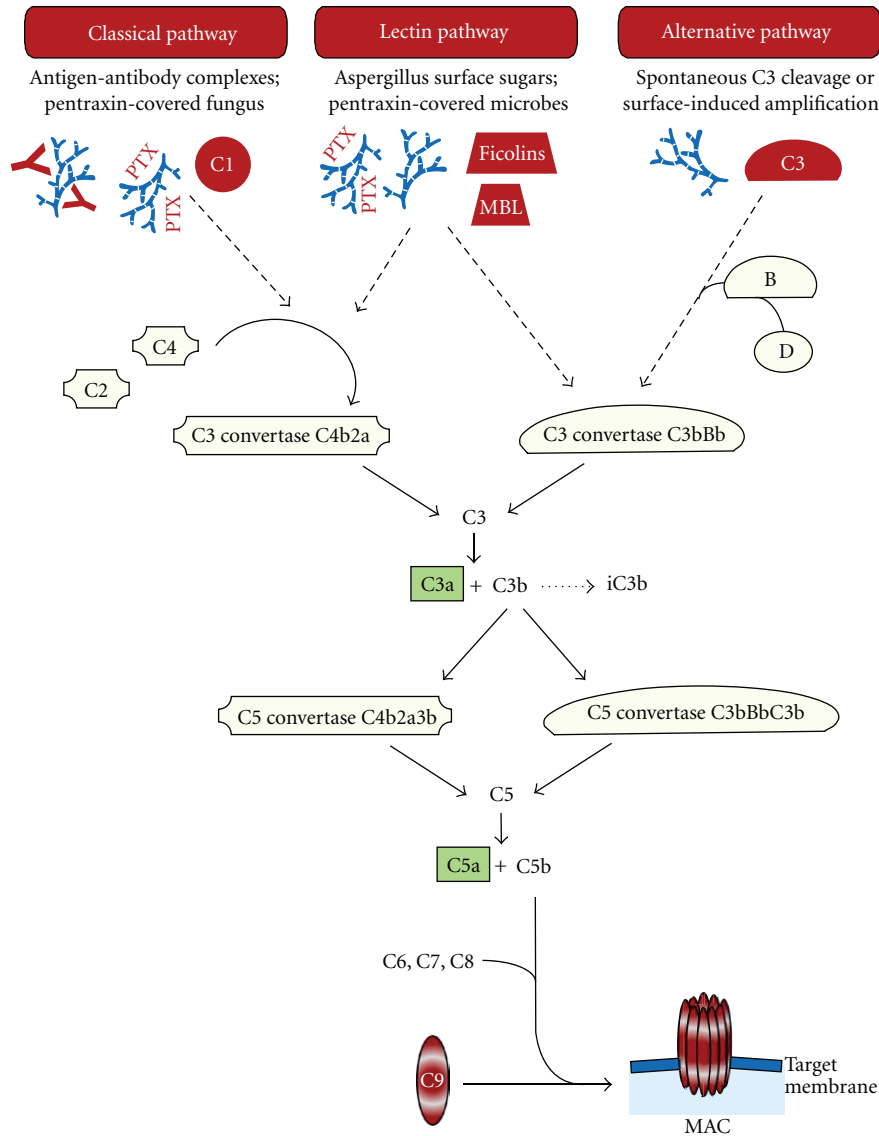 Classical pathway
Lectin pathway
Alternative pathway
Antigen-antibody complexes;
pentraxin-covered fungus
Aspergillus surface sugars;
pentraxin-covered microbes
Spontaneous C3 cleavage or
surface-induced amplification
PTX
PTX
C1
PTX
PTX
Ficolins
MBL
C3
B
D
C4
C2
C3 convertase C4b2a
C3 convertase C3bBb
C3
C3a + C3b
iC3b
C5 convertase C4b2a3b
C5 convertase C3bBbC3b
C5
C5a + C5b
C6, C7, C8
C9
Target
membrane
MAC